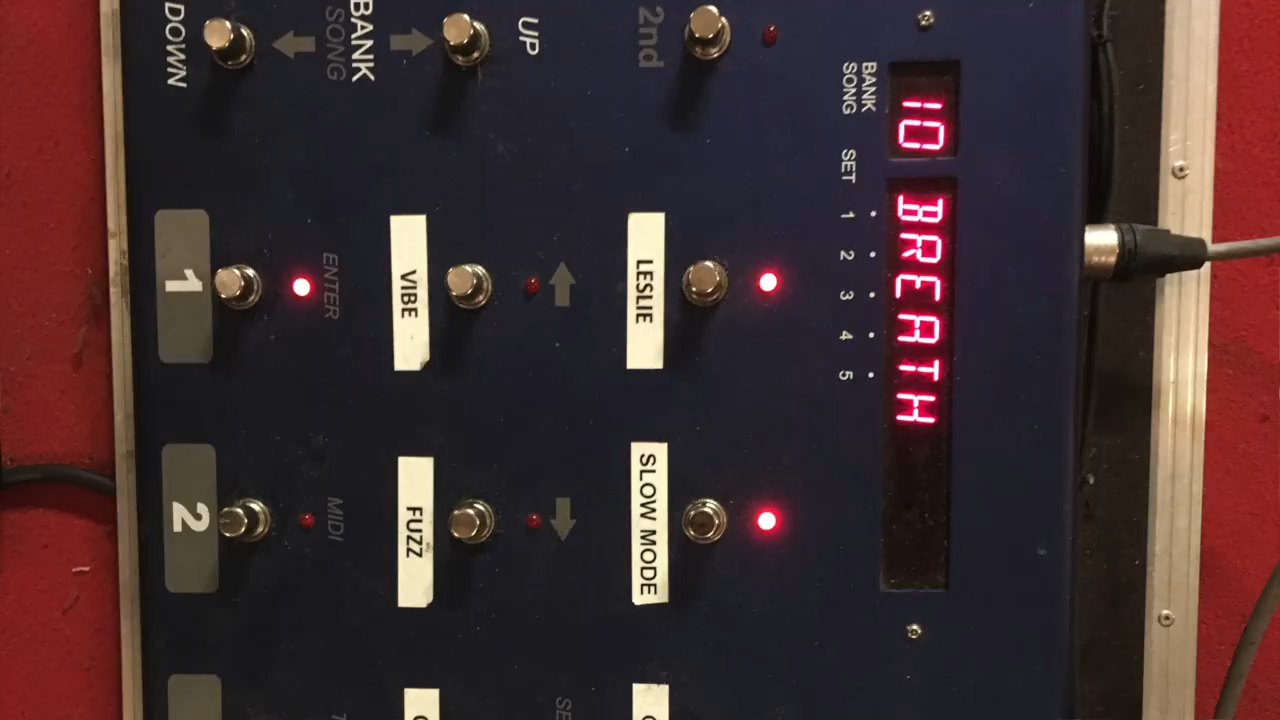 10 BREATH
BANK
SONG SET 1 2 3 4 5
2nd LESLIE SLOW MODE
UP
VIBE FUZZ
BANK
SONG ENTER MIDI
DOWN 1 2